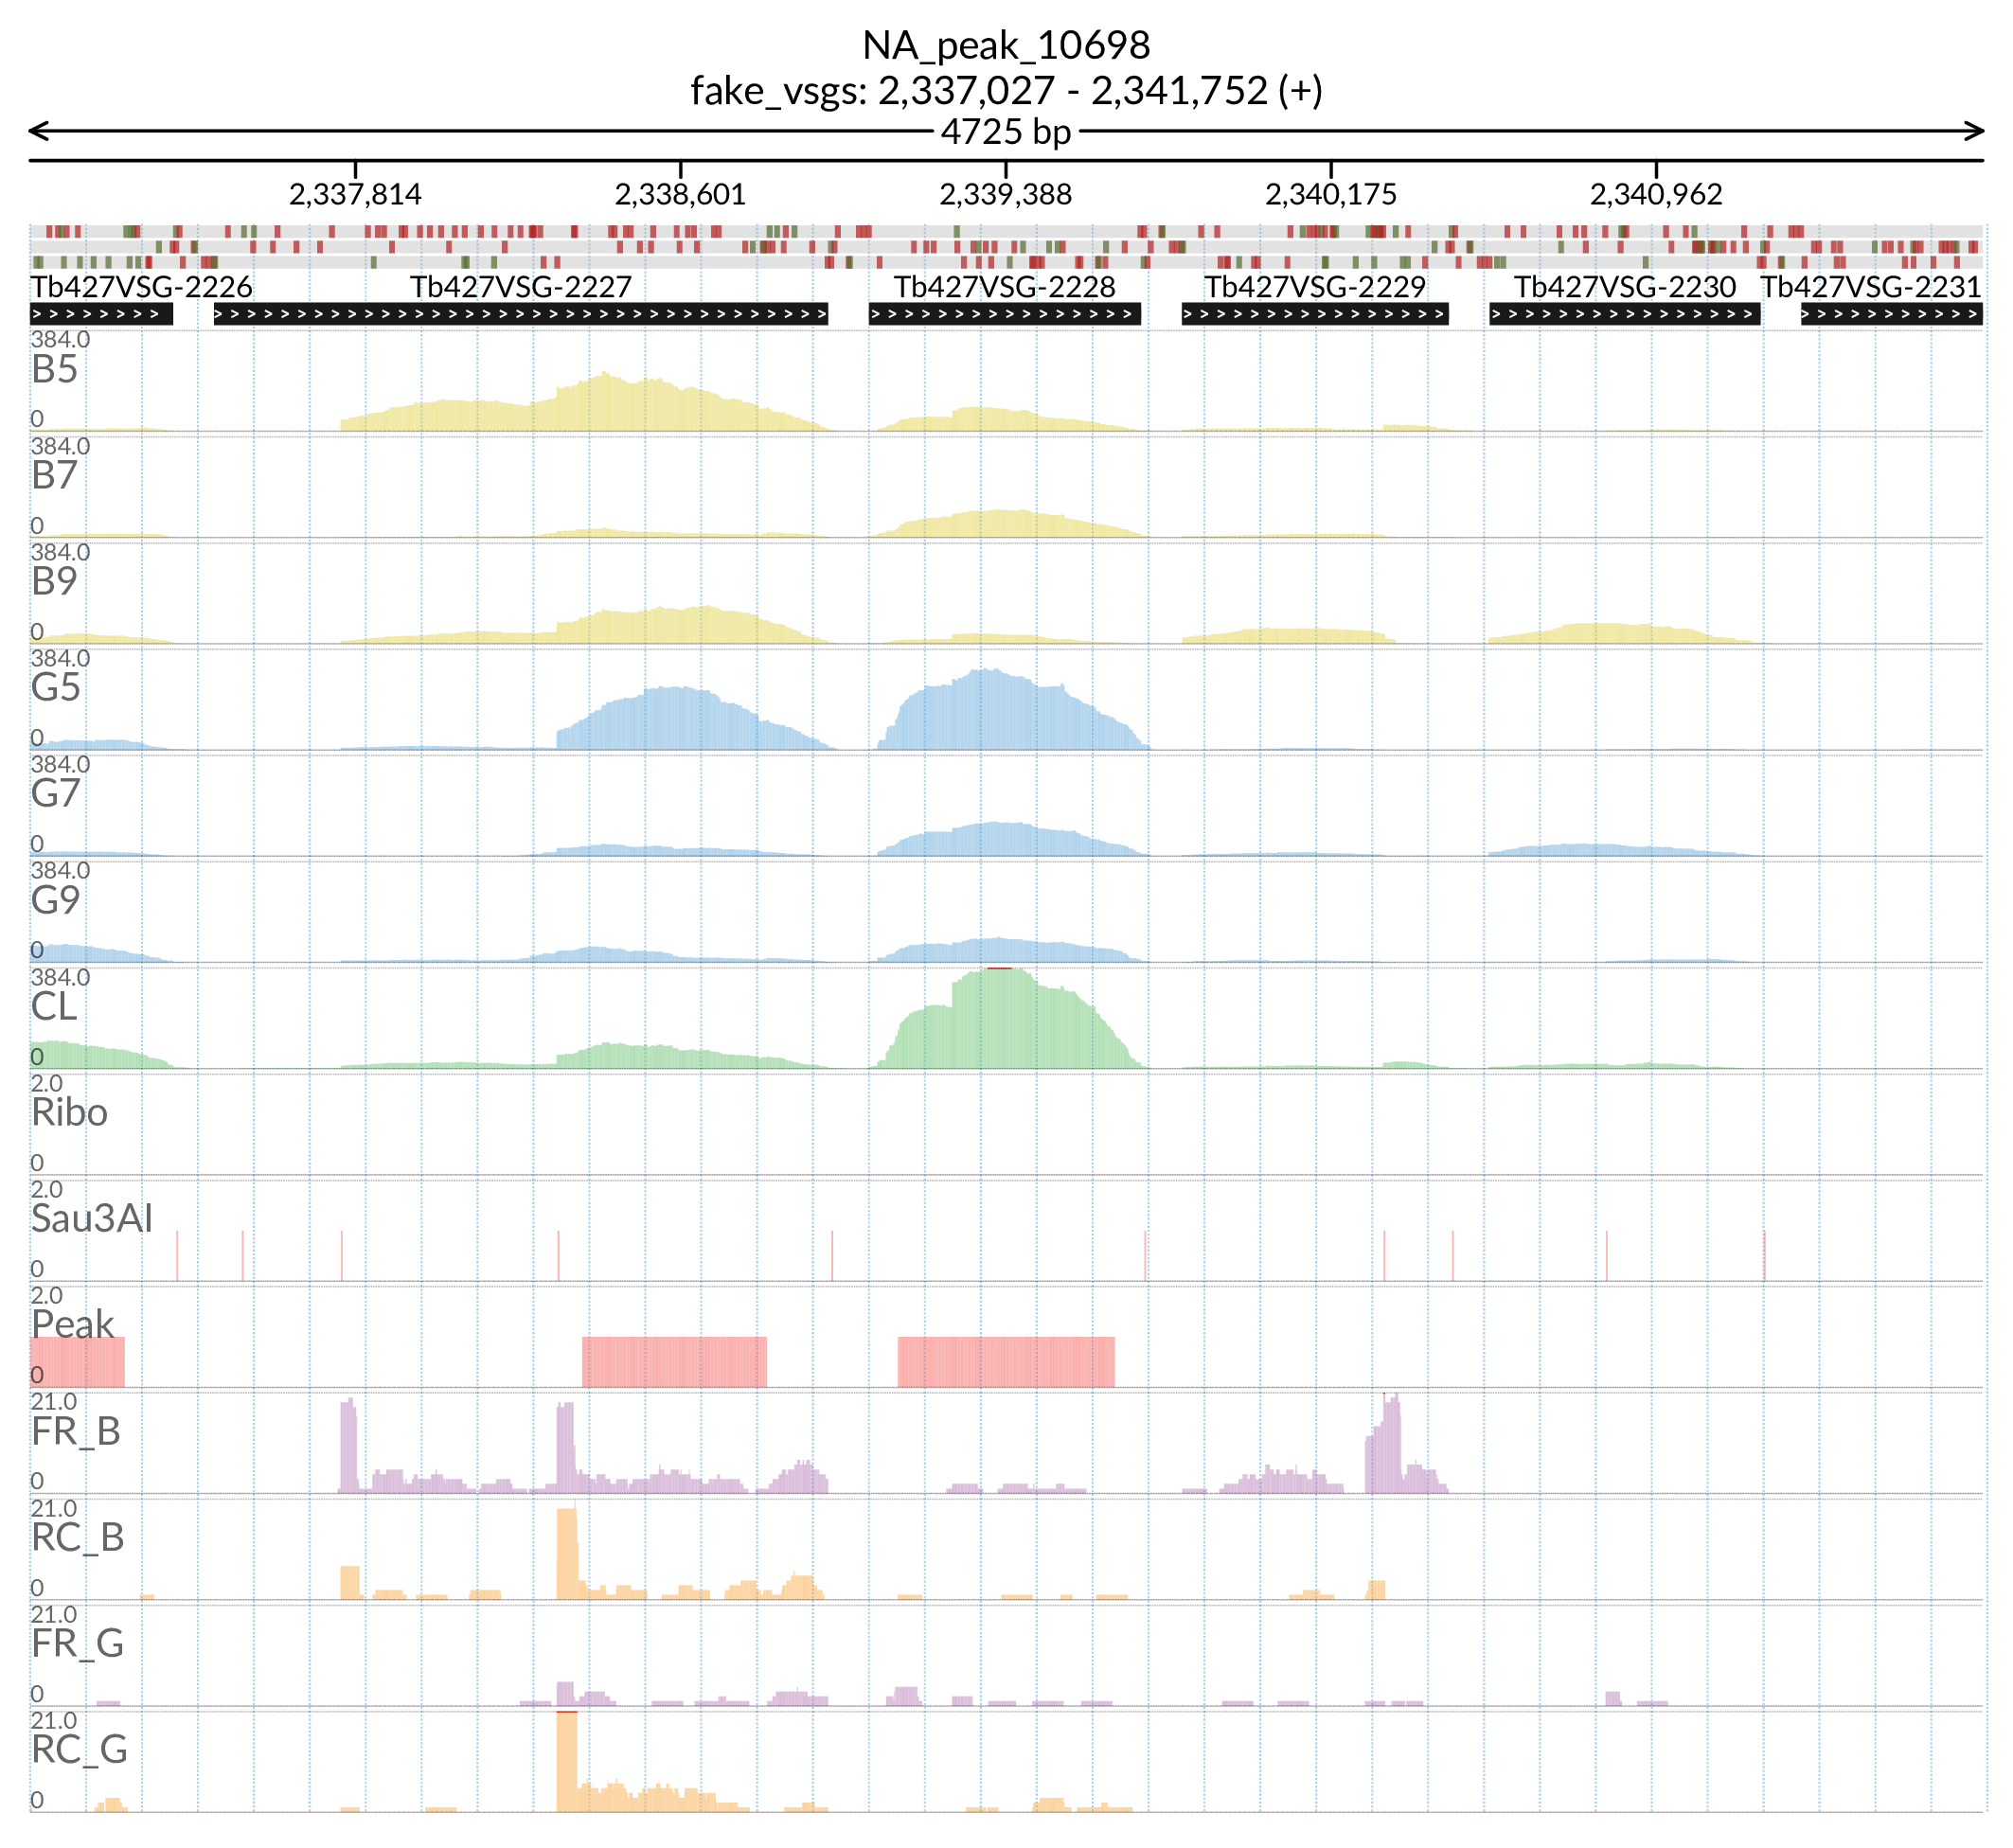 NA_peak_10698
fake_vsgs: 2,337,027 - 2,341,752 (+)
4725 bp
2,337,814 2,338,601 2,339,388 2,340,175 2,340,962
Tb427VSG-2226 Tb427VSG-2227 Tb427VSG-2228 Tb427VSG-2229 Tb427VSG-2230 Tb427VSG-2231
384.0
B5
0
384.0
B7
0
384.0
B9
0
384.0
G5
0
384.0
G7
0
384.0
G9
0
384.0
CL
0
2.0
Ribo
0
2.0
Sau3AI
0
2.0
Peak
0
21.0
FR_B
0
21.0
RC_B
0
21.0
FR_G
0
21.0
RC_G
0